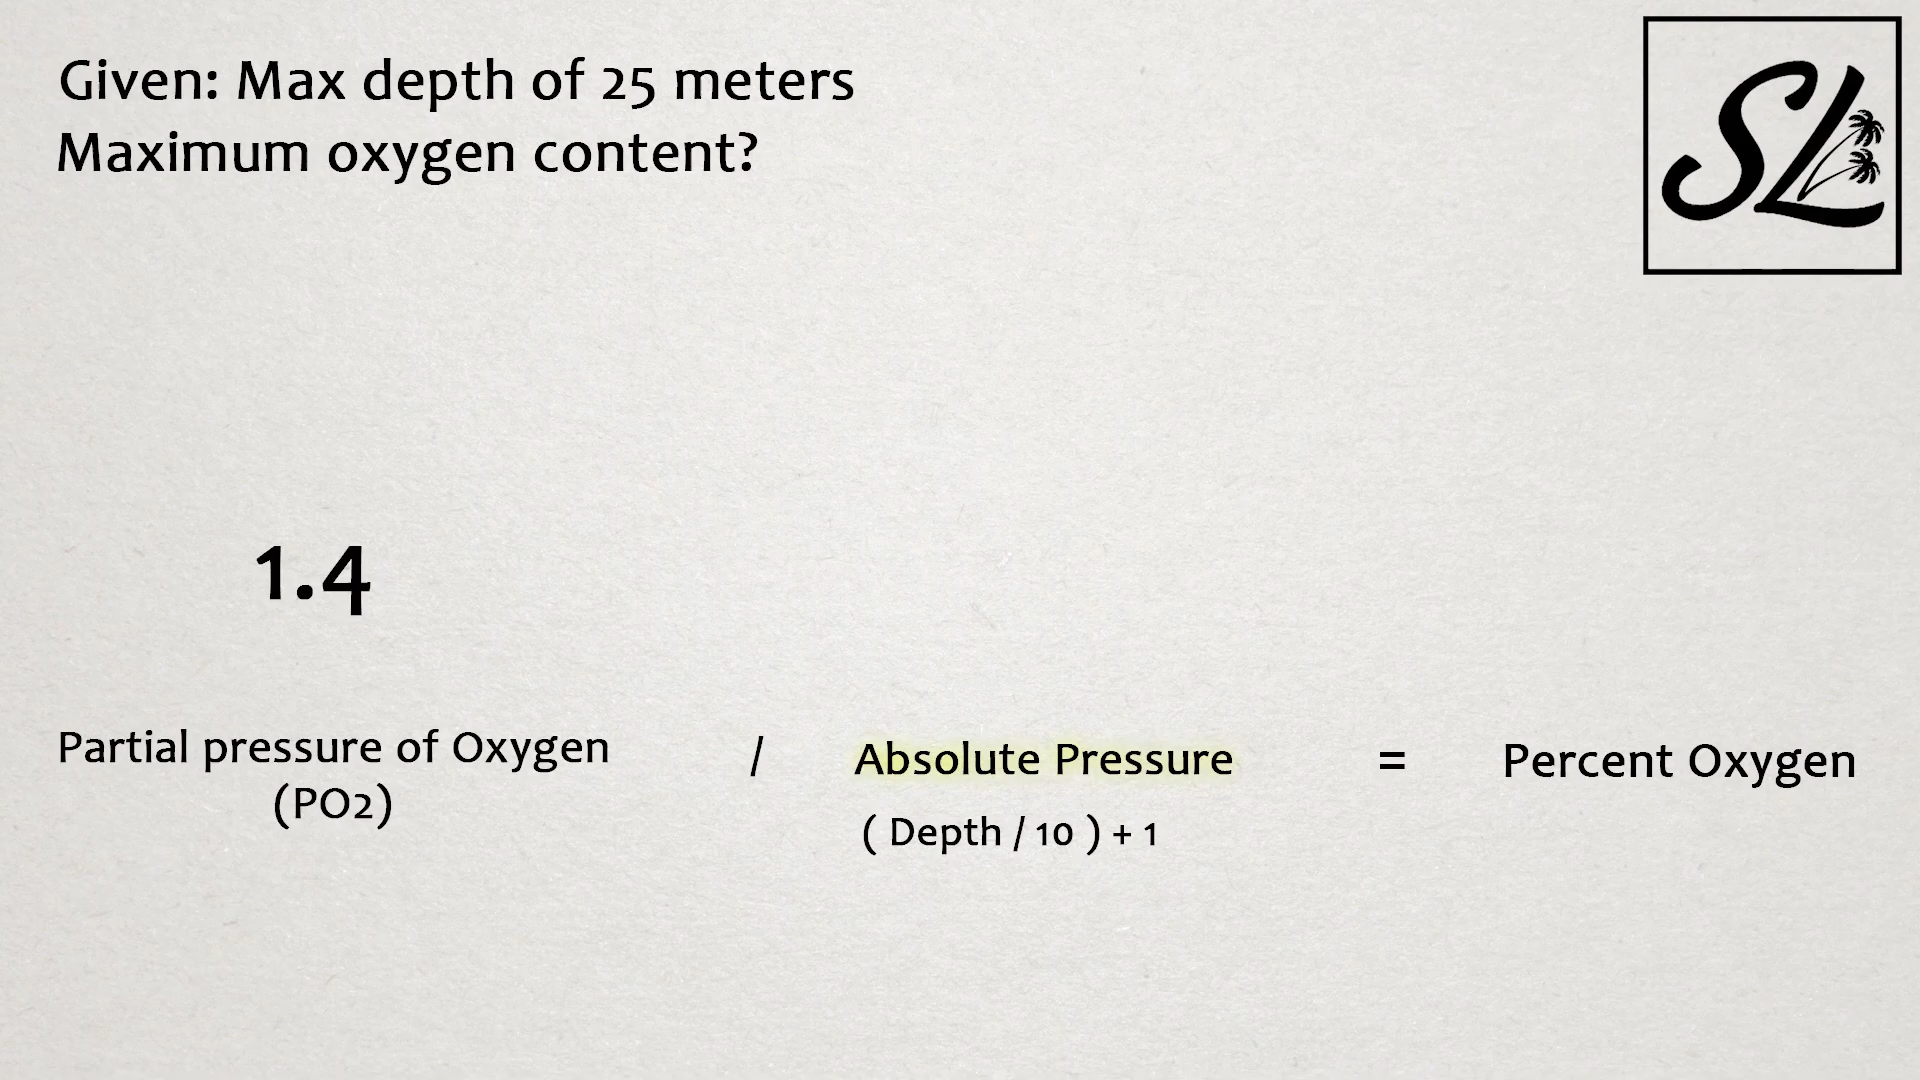 Given: Max depth of 25 meters
Maximum oxygen content?
SL
1.4
Partial pressure of Oxygen
(PO2)
/
Absolute Pressure
( Depth / 10 ) + 1
=
Percent Oxygen